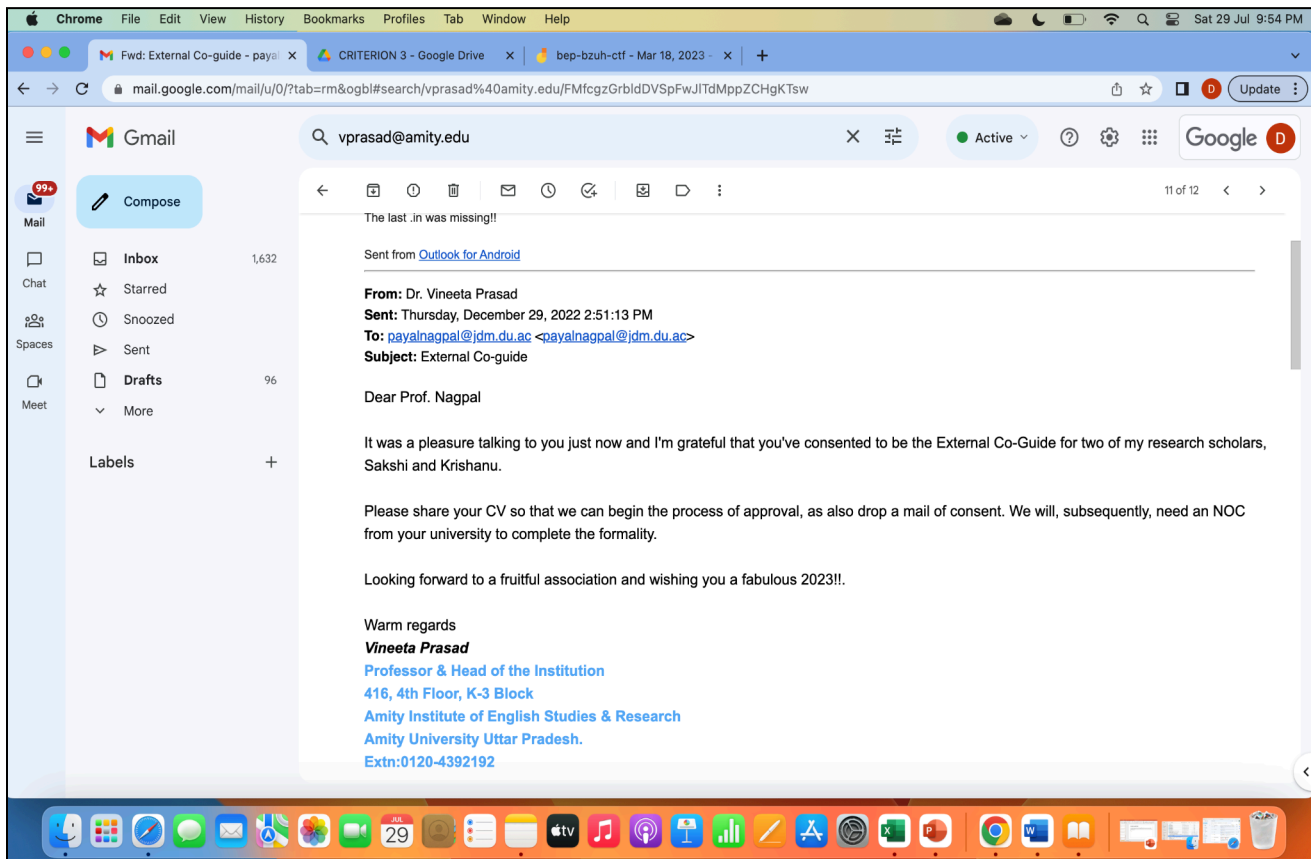 Chrome File Edit View History Bookmarks Profiles Tab Window Help Sat 29 Jul 9:54 PM
Fwd: External Co-guide - payal CRITERION 3 - Google Drive bep-bzuh-ctf - Mar 18, 2023 -
mail.google.com/mail/u/0/?tab=rm&ogbl#search/vprasad%40amity.edu/FMfcgzGrbldDVSpFwJlTdMppZCHgKTsw D Update
Gmail vprasad@amity.edu Active Google D
99+
Mail
Chat
Spaces
Meet
Compose
Inbox 1,632
Starred
Snoozed
Sent
Drafts 96
More
Labels
11 of 12
The last .in was missing!!
Sent from Outlook for Android
From: Dr. Vineeta Prasad
Sent: Thursday, December 29, 2022 2:51:13 PM
To: payalnagpal@jdm.du.ac <payalnagpal@jdm.du.ac>
Subject: External Co-guide
Dear Prof. Nagpal
It was a pleasure talking to you just now and I'm grateful that you've consented to be the External Co-Guide for two of my research scholars,
Sakshi and Krishanu.
Please share your CV so that we can begin the process of approval, as also drop a mail of consent. We will, subsequently, need an NOC
from your university to complete the formality.
Looking forward to a fruitful association and wishing you a fabulous 2023!!.
Warm regards
Vineeta Prasad
Professor & Head of the Institution
416, 4th Floor, K-3 Block
Amity Institute of English Studies & Research
Amity University Uttar Pradesh.
Extn:0120-4392192
JUL
29
tv